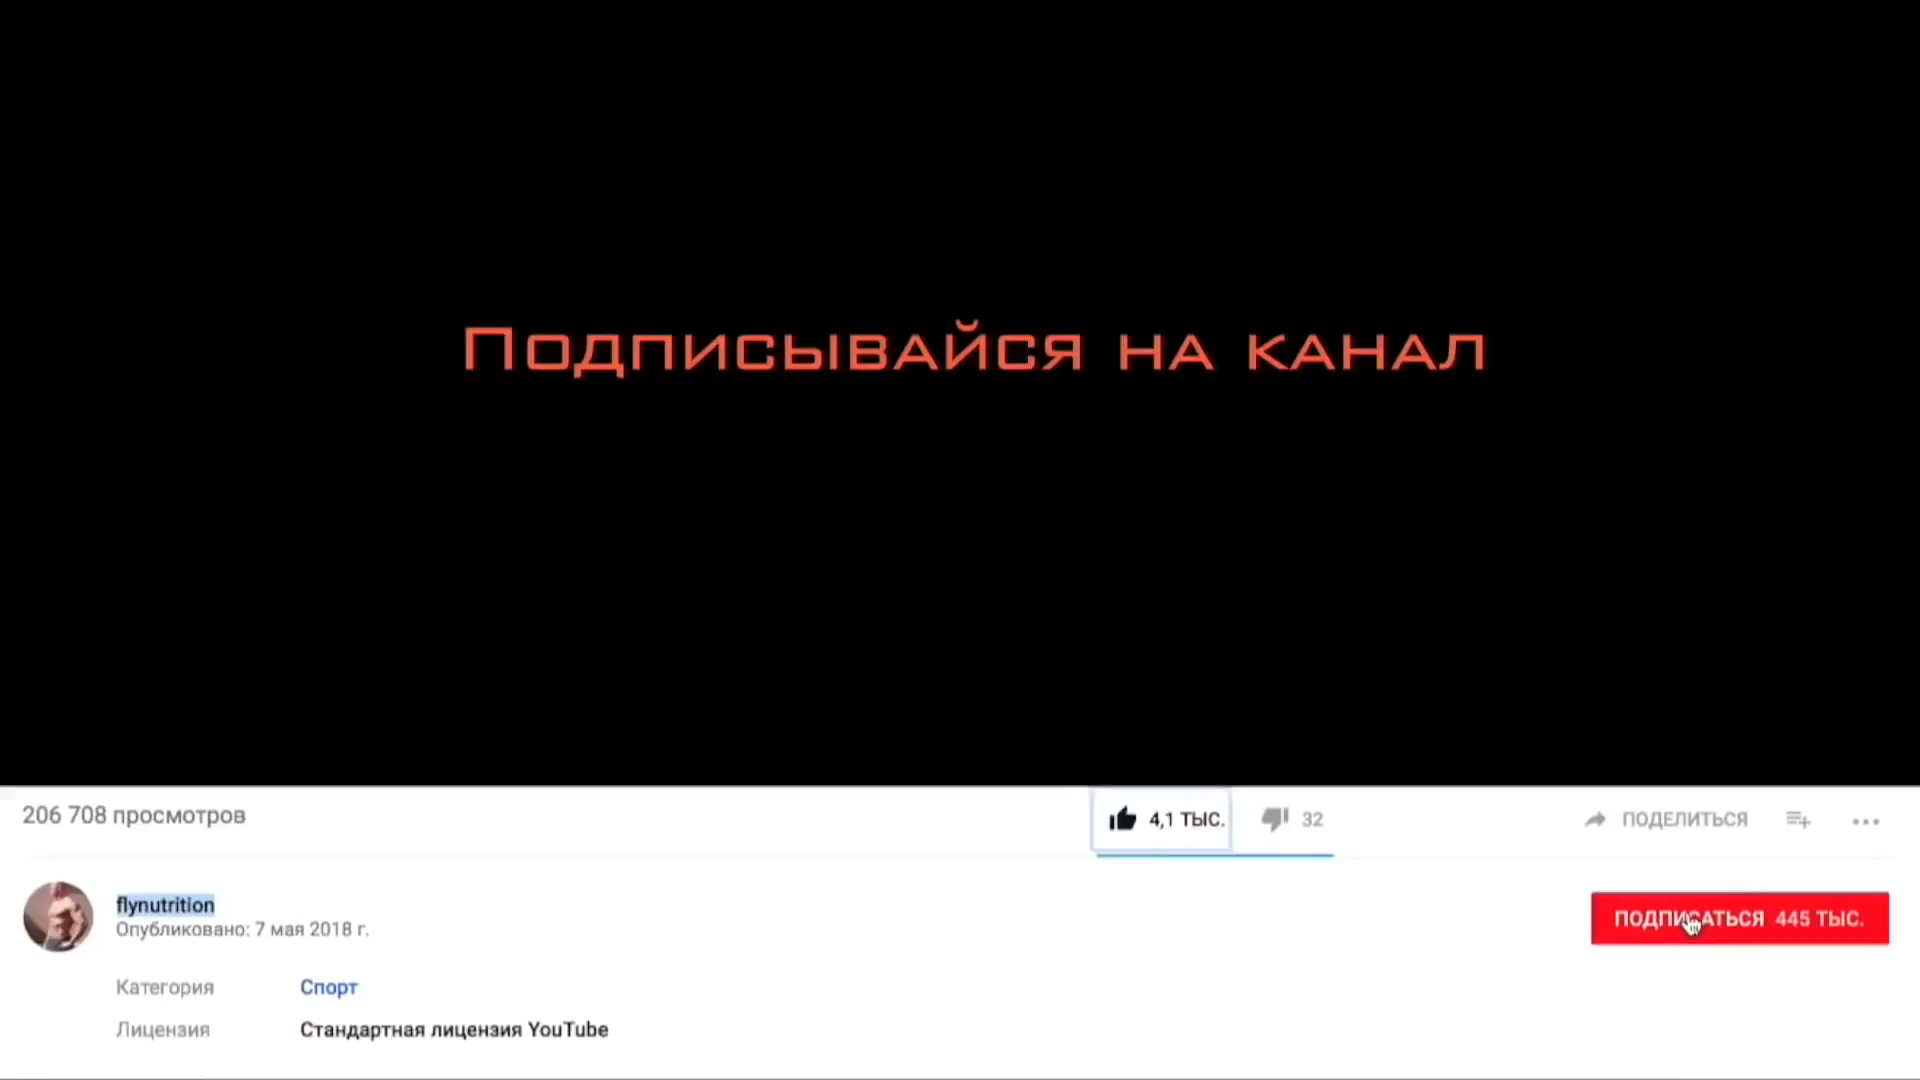 Подписывайся на канал
206 708 просмотров
4,1 ТЫС.
32
ПОДЕЛИТЬСЯ
flynutrition
Опубликовано: 7 мая 2018 г.
ПОДПИСАТЬСЯ 445 ТЫС.
Категория Спорт
Лицензия Стандартная лицензия YouTube